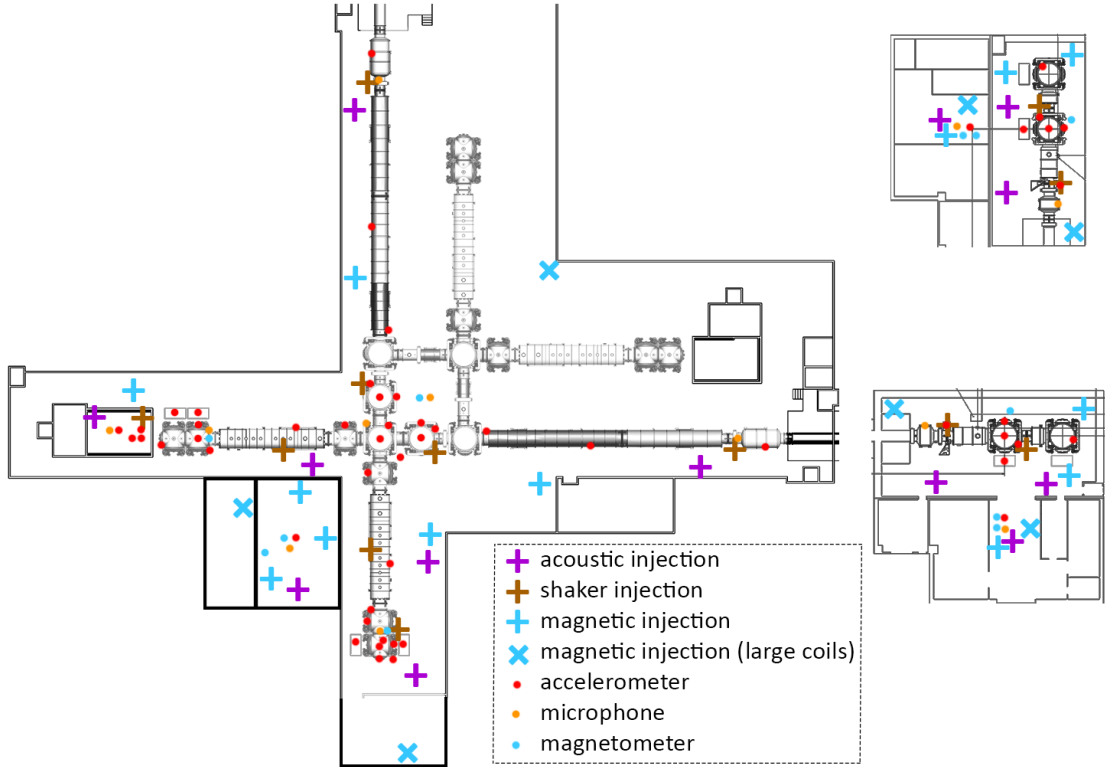 acoustic injection
shaker injection
magnetic injection
magnetic injection (large coils)
accelerometer
microphone
magnetometer